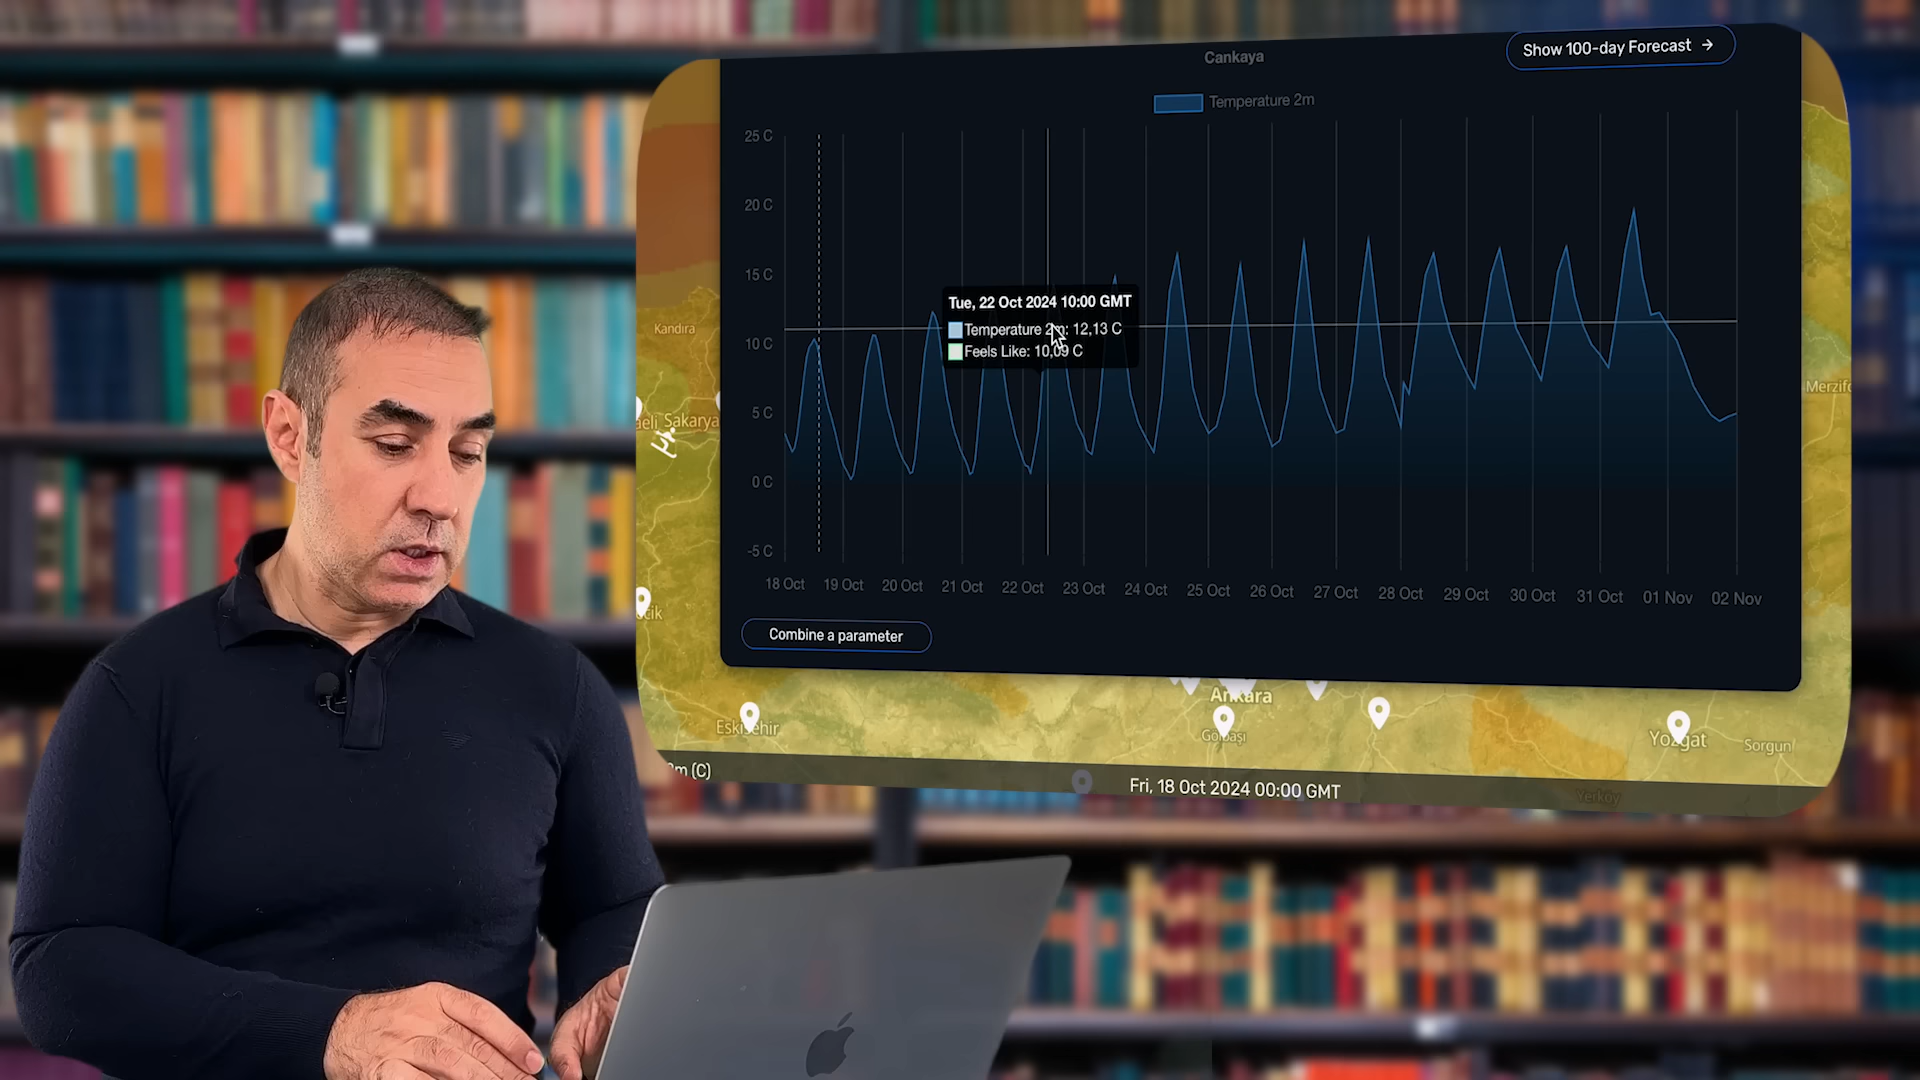 Cankaya
Show 100-day Forecast
Temperature 2m
25 C
20 C
15 C
10 C
5 C
0 C
-5 C
Tue, 22 Oct 2024 10:00 GMT
Temperature 2m: 12,13 C
Feels Like: 10,09 C
18 Oct 19 Oct 20 Oct 21 Oct 22 Oct 23 Oct 24 Oct 25 Oct 26 Oct 27 Oct 28 Oct 29 Oct 30 Oct 31 Oct 01 Nov 02 Nov
Combine a parameter
Kandıra
Sakarya
Merzifo
Ankara
Eskişehir
Gölbaşı
Yozgat
Sorgun
m (C)
Fri, 18 Oct 2024 00:00 GMT
Yerköy